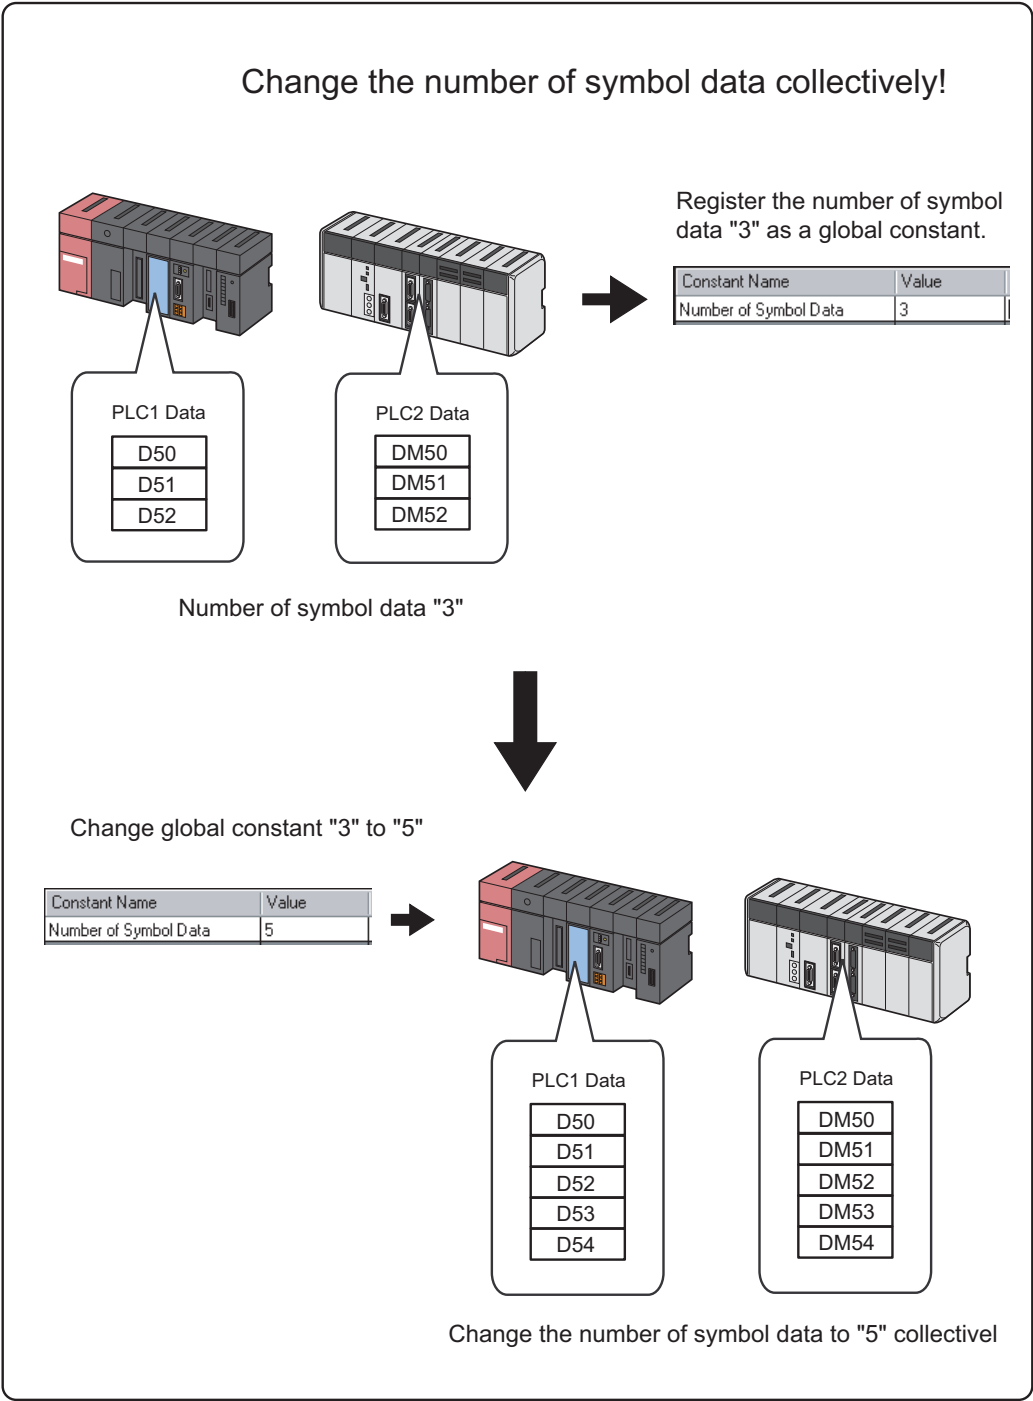 Change the number of symbol data collectively!
Register the number of symbol
data "3" as a global constant.
Constant Name Value
Number of Symbol Data 3
PLC1 Data
D50
D51
D52
PLC2 Data
DM50
DM51
DM52
Number of symbol data "3"
Change global constant "3" to "5"
Constant Name Value
Number of Symbol Data 5
PLC1 Data
D50
D51
D52
D53
D54
PLC2 Data
DM50
DM51
DM52
DM53
DM54
Change the number of symbol data to "5" collectivel